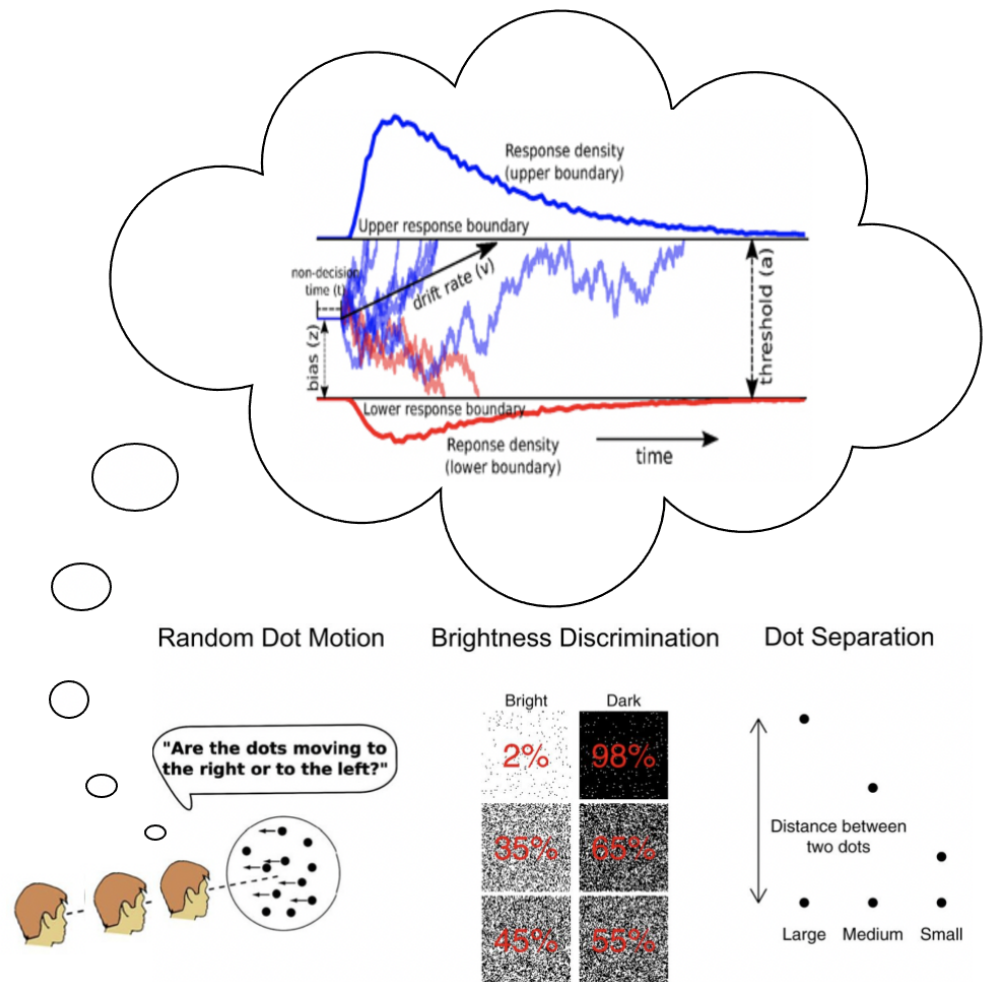 Response density
(upper boundary)
Upper response boundary
non-decision
time (t)
drift rate (v)
bias (z)
threshold (a)
Lower response boundary
Reponse density
(lower boundary)
time
Random Dot Motion
Brightness Discrimination
Dot Separation
"Are the dots moving to
the right or to the left?"
Bright
Dark
2%
98%
35%
65%
45%
55%
Distance between
two dots
Large
Medium
Small